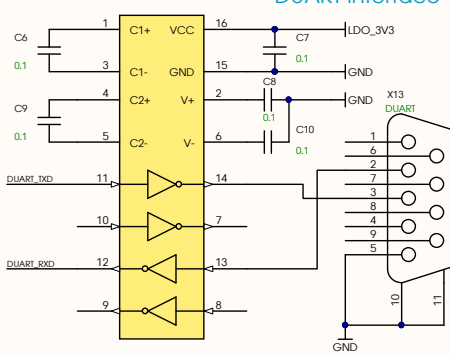 DUART Interface
1 C1+ VCC 16 LDO_3V3
C6 C7
0.1 0.1
3 C1- GND 15 GND
4 C2+ V+ 2 C8 GND
C9 0.1 C10
0.1 0.1
5 C2- V- 6
X13
DUART
1
6
2
7
3
8
4
9
5
10
11
DUART_TXD 11 14
10 7
DUART_RXD 12 13
9 8
GND